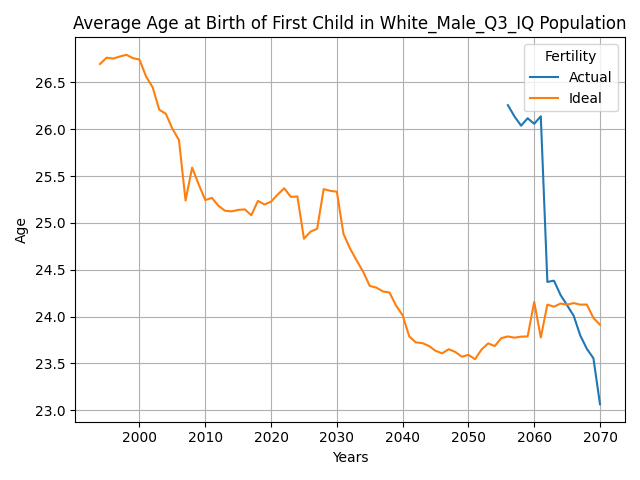 Average Age at Birth of First Child in White_Male_Q3_IQ Population
Fertility
Actual
Ideal
26.5
26.0
25.5
25.0
24.5
24.0
23.5
23.0
Age
2000 2010 2020 2030 2040 2050 2060 2070
Years